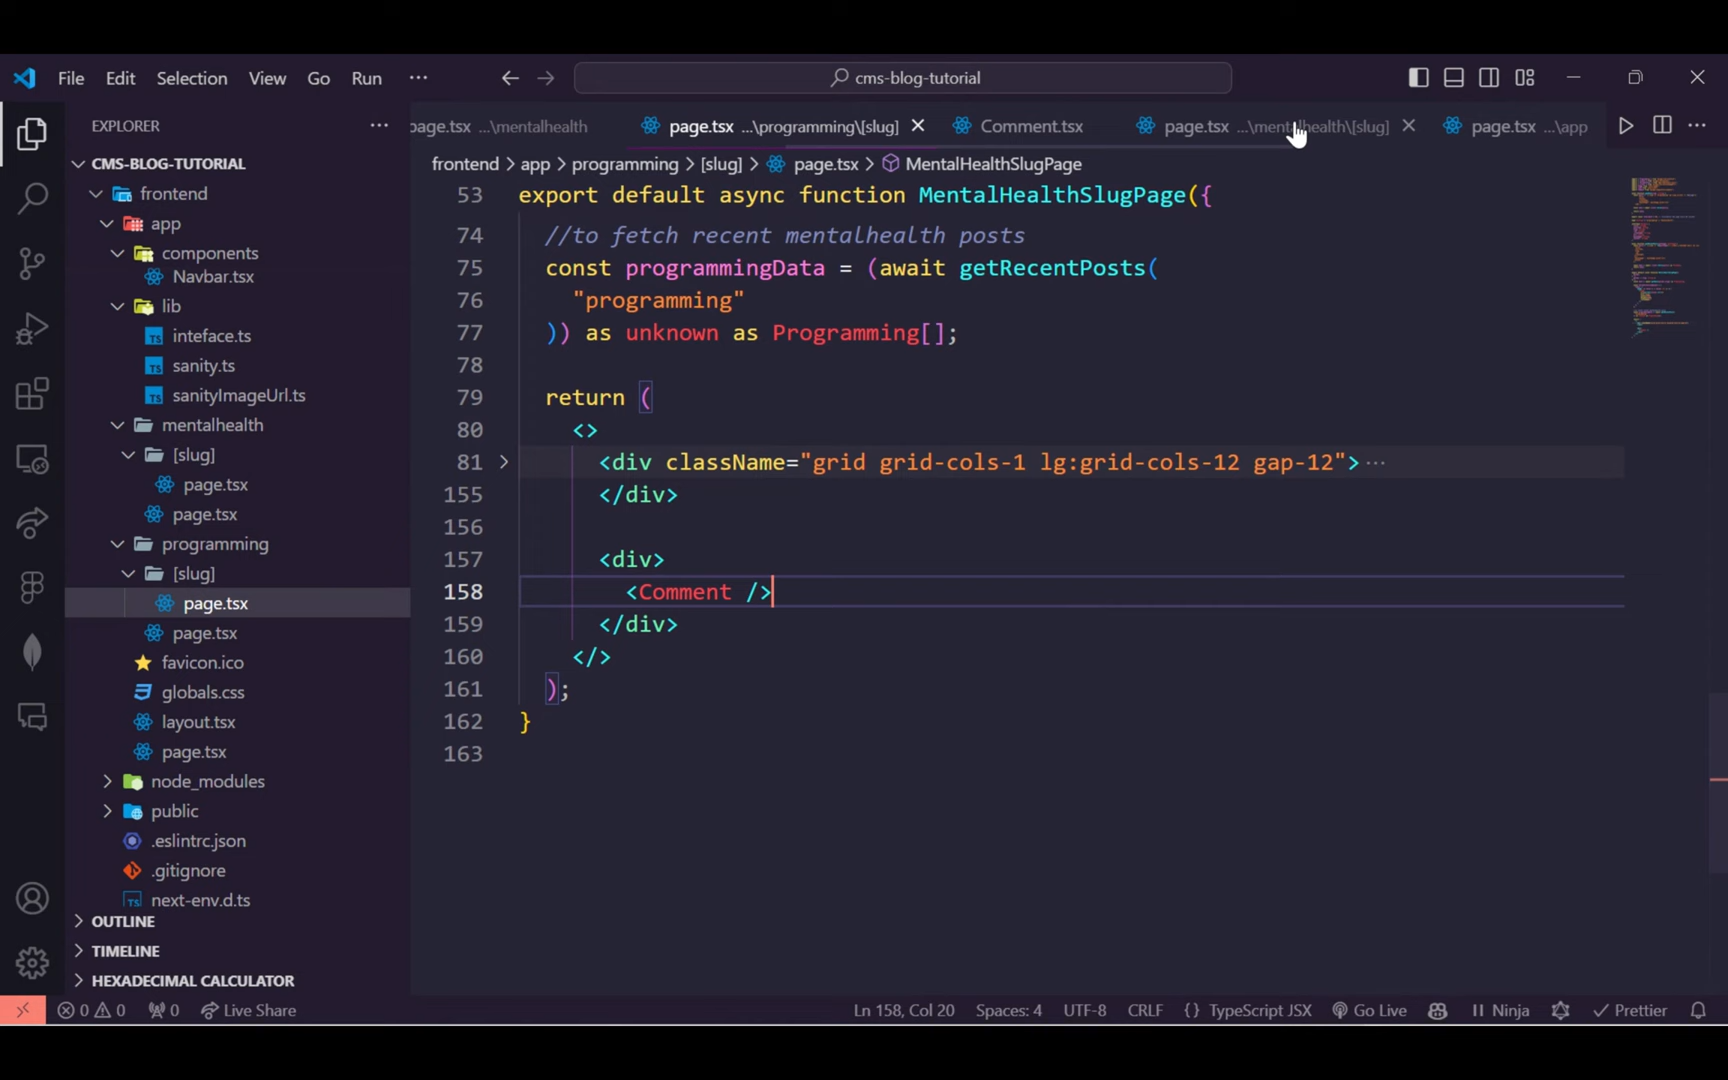 File Edit Selection View Go Run ··· cms-blog-tutorial
EXPLORER ···
page.tsx ...\mentalhealth page.tsx ...\programming\[slug] Comment.tsx page.tsx ...\mentalhealth\[slug] page.tsx ...\app
frontend > app > programming > [slug] > page.tsx > MentalHealthSlugPage
CMS-BLOG-TUTORIAL
frontend
app
components
Navbar.tsx
lib
inteface.ts
sanity.ts
sanityImageUrl.ts
mentalhealth
[slug]
page.tsx
page.tsx
programming
[slug]
page.tsx
page.tsx
favicon.ico
globals.css
layout.tsx
page.tsx
node_modules
public
.eslintrc.json
.gitignore
next-env.d.ts
OUTLINE
TIMELINE
HEXADECIMAL CALCULATOR
53 export default async function MentalHealthSlugPage({
74 //to fetch recent mentalhealth posts
75 const programmingData = (await getRecentPosts(
76 "programming"
77 )) as unknown as Programming[];
78
79 return (
80 <>
81 <div className="grid grid-cols-1 lg:grid-cols-12 gap-12"> ···
155 </div>
156
157 <div>
158 <Comment />
159 </div>
160 </>
161 );
162 }
163
0 0 0 Live Share Ln 158, Col 20 Spaces: 4 UTF-8 CRLF {} TypeScript JSX Go Live Ninja Prettier